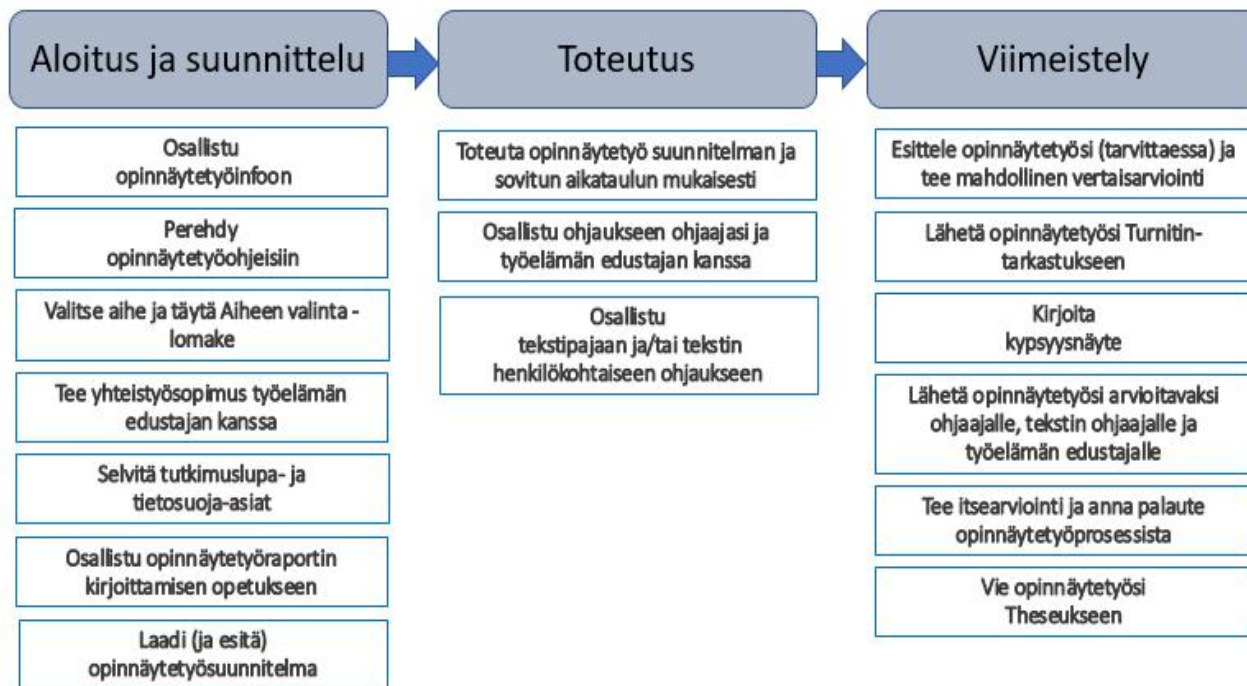 Aloitus ja suunnittelu
Osallistu
opinnäytetyöinfoon
Perehdy
opinnäytetyöohjeisiin
Valitse aihe ja täytä Aiheen valinta -
lomake
Tee yhteistyösopimus työelämän
edustajan kanssa
Selvitä tutkimuslupa- ja
tietosuoja-asiat
Osallistu opinnäytetyöraportin
kirjoittamisen opetukseen
Laadi (ja esitä)
opinnäytetyösuunnitelma
Toteutus
Toteuta opinnäytetyö suunnitelman ja
sovitun aikataulun mukaisesti
Osallistu ohjaukseen ohjaajasi ja
työelämän edustajan kanssa
Osallistu
tekstipajaan ja/tai tekstin
henkilökohtaiseen ohjaukseen
Viimeistely
Esittele opinnäytetyösi (tarvittaessa) ja
tee mahdollinen vertaisarviointi
Lähetä opinnäytetyösi Turnitin-
tarkastukseen
Kirjoita
kypsyysnäyte
Lähetä opinnäytetyösi arvioitavaksi
ohjaajalle, tekstin ohjaajalle ja
työelämän edustajalle
Tee itsearviointi ja anna palaute
opinnäytetyöprosessista
Vie opinnäytetyösi
Theseukseen